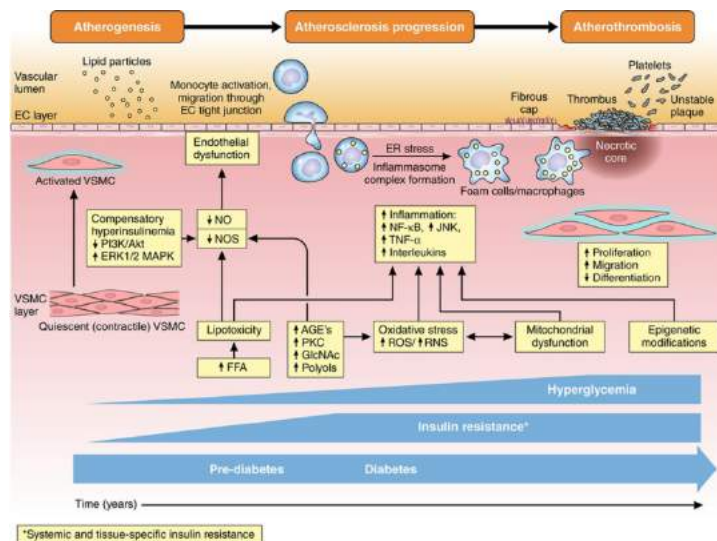 Atherogenesis
Atherosclerosis progression
Atherothrombosis
Lipid particles
Vascular
lumen
EC layer
Monocyte activation,
migration through
EC tight junction
Platelets
Fibrous
cap
Thrombus
Unstable
plaque
Endothelial
dysfunction
ER stress
Inflammasome
complex formation
Foam cells/macrophages
Necrotic
core
Activated VSMC
Compensatory
hyperinsulinemia
↓ PI3K/Akt
↑ ERK1/2 MAPK
↓ NO
↓ NOS
↑ Inflammation:
↑ NF-κB, ↑ JNK,
↑ TNF-α
↑ Interleukins
↑ Proliferation
↑ Migration
↓ Differentiation
VSMC
layer
Quiescent (contractile) VSMC
Lipotoxicity
↑ FFA
↑ AGE's
↑ PKC
↑ GlcNAc
↑ Polyols
Oxidative stress
↑ ROS/ ↑ RNS
Mitochondrial
dysfunction
Epigenetic
modifications
Hyperglycemia
Insulin resistance*
Pre-diabetes
Diabetes
Time (years)
*Systemic and tissue-specific insulin resistance